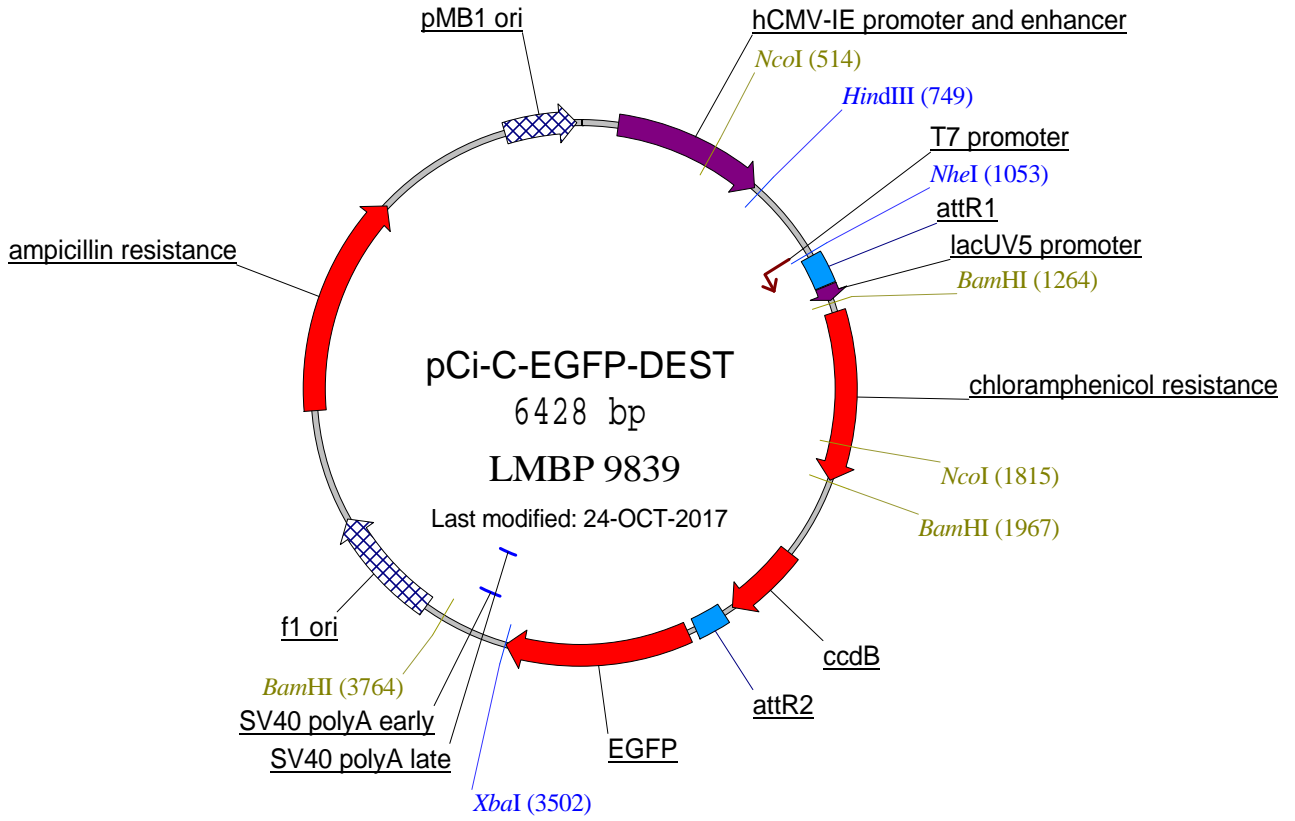 pMB1 ori
hCMV-IE promoter and enhancer
NcoI (514)
HindIII (749)
T7 promoter
NheI (1053)
attR1
lacUV5 promoter
BamHI (1264)
ampicillin resistance
pCi-C-EGFP-DEST
6428 bp
LMBP 9839
Last modified: 24-OCT-2017
chloramphenicol resistance
NcoI (1815)
BamHI (1967)
f1 ori
ccdB
BamHI (3764)
attR2
SV40 polyA early
EGFP
SV40 polyA late
XbaI (3502)